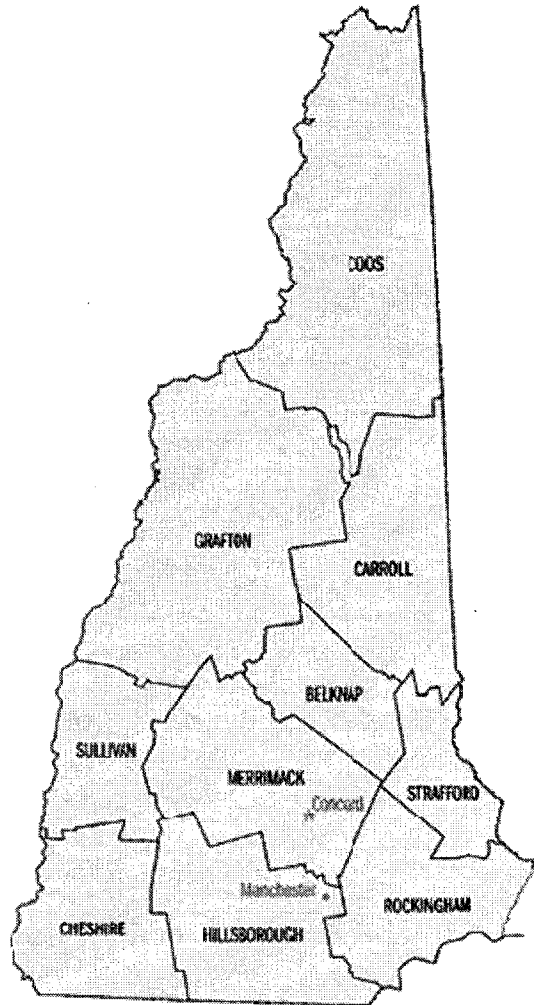 COOS
GRAFTON
CARROLL
BELKNAP
SULLIVAN
MERRIMACK
STRAFFORD
Concord
Manchester
ROCKINGHAM
CHESHIRE
HILLSBOROUGH